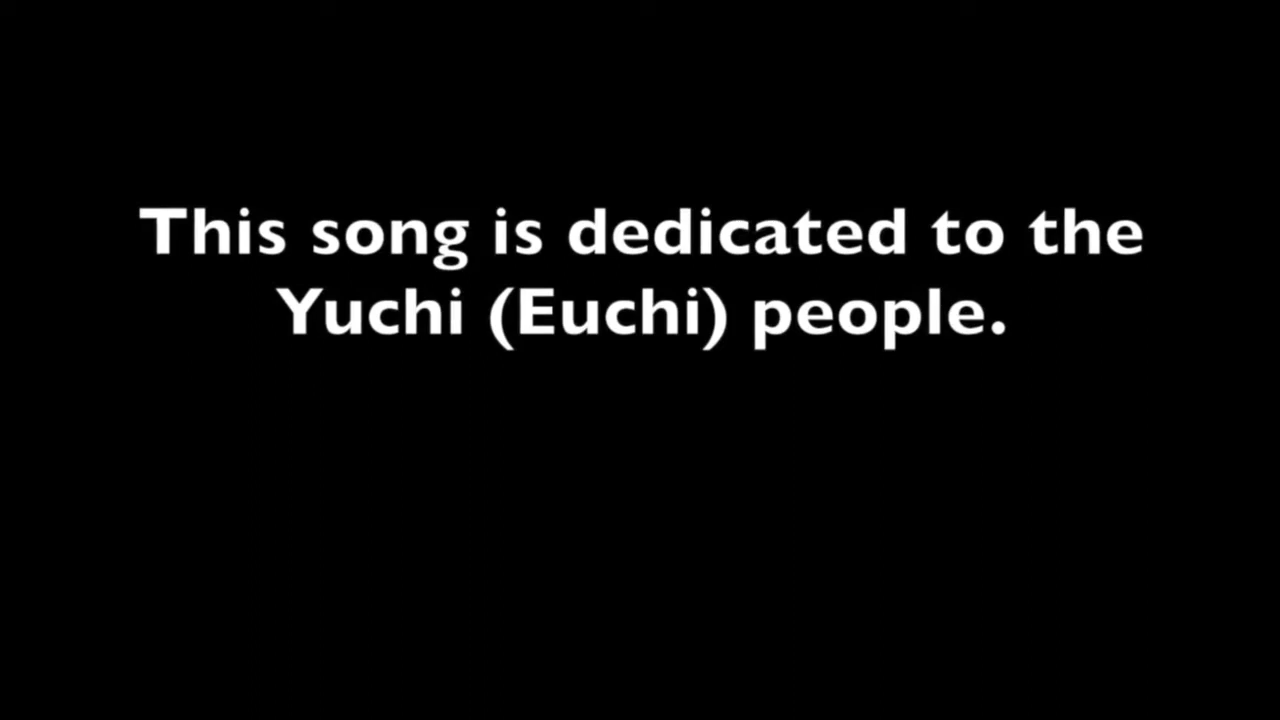 This song is dedicated to the
Yuchi (Euchi) people.